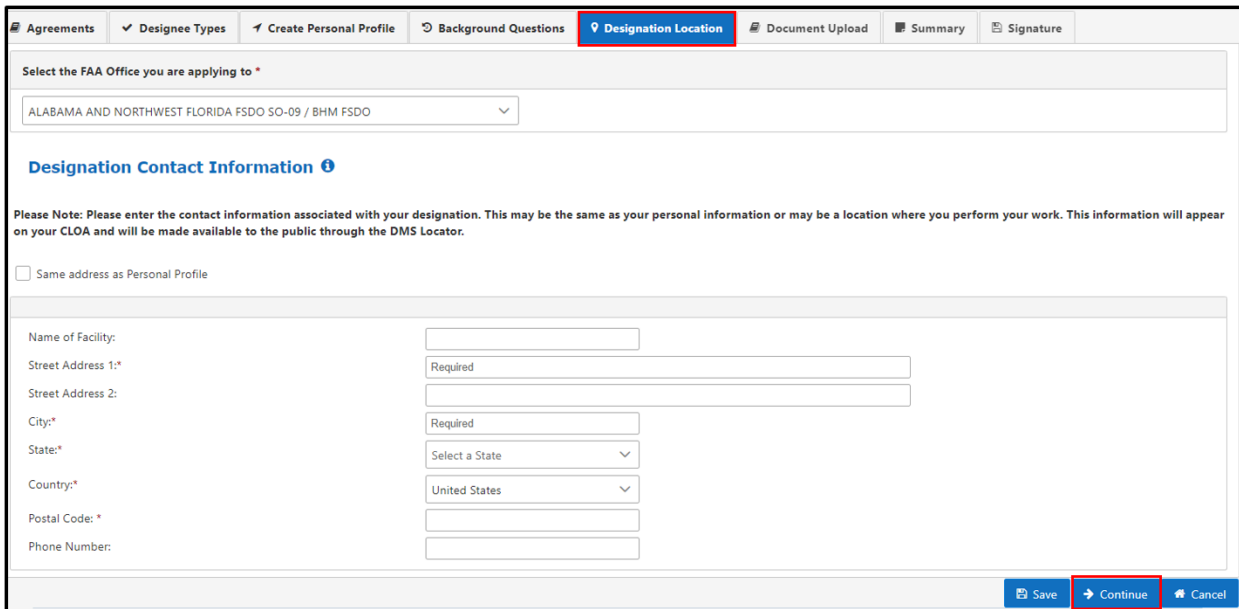 Agreements Designee Types Create Personal Profile Background Questions Designation Location Document Upload Summary Signature
Select the FAA Office you are applying to *
ALABAMA AND NORTHWEST FLORIDA FSDO SO-09 / BHM FSDO
Designation Contact Information
Please Note: Please enter the contact information associated with your designation. This may be the same as your personal information or may be a location where you perform your work. This information will appear
on your CLOA and will be made available to the public through the DMS Locator.
Same address as Personal Profile
Name of Facility:
Street Address 1:* Required
Street Address 2:
City:* Required
State:* Select a State
Country:* United States
Postal Code: *
Phone Number:
Save Continue Cancel